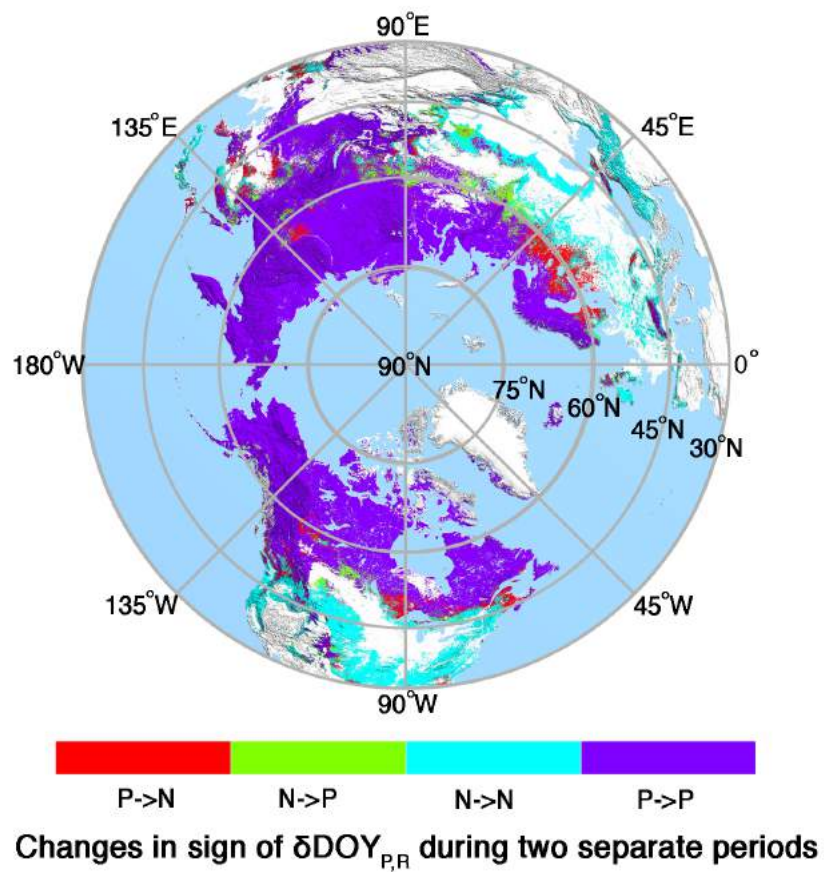 90°E
135°E
45°E
180°W
90°N
0°
75°N
60°N
45°N
30°N
135°W
45°W
90°W
P->N
N->P
N->N
P->P
Changes in sign of δDOY_{P,R} during two separate periods